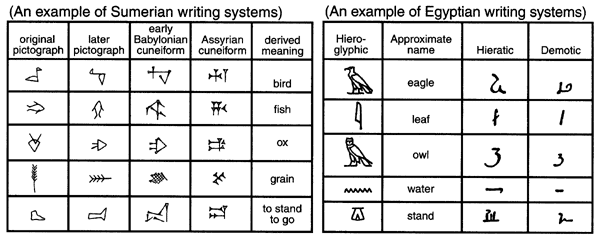 (An example of Sumerian writing systems)
original pictograph later pictograph early Babylonian cuneiform Assyrian cuneiform derived meaning
bird
fish
ox
grain
to stand to go
(An example of Egyptian writing systems)
Hiero-glyphic Approximate name Hieratic Demotic
eagle
leaf
owl
water
stand